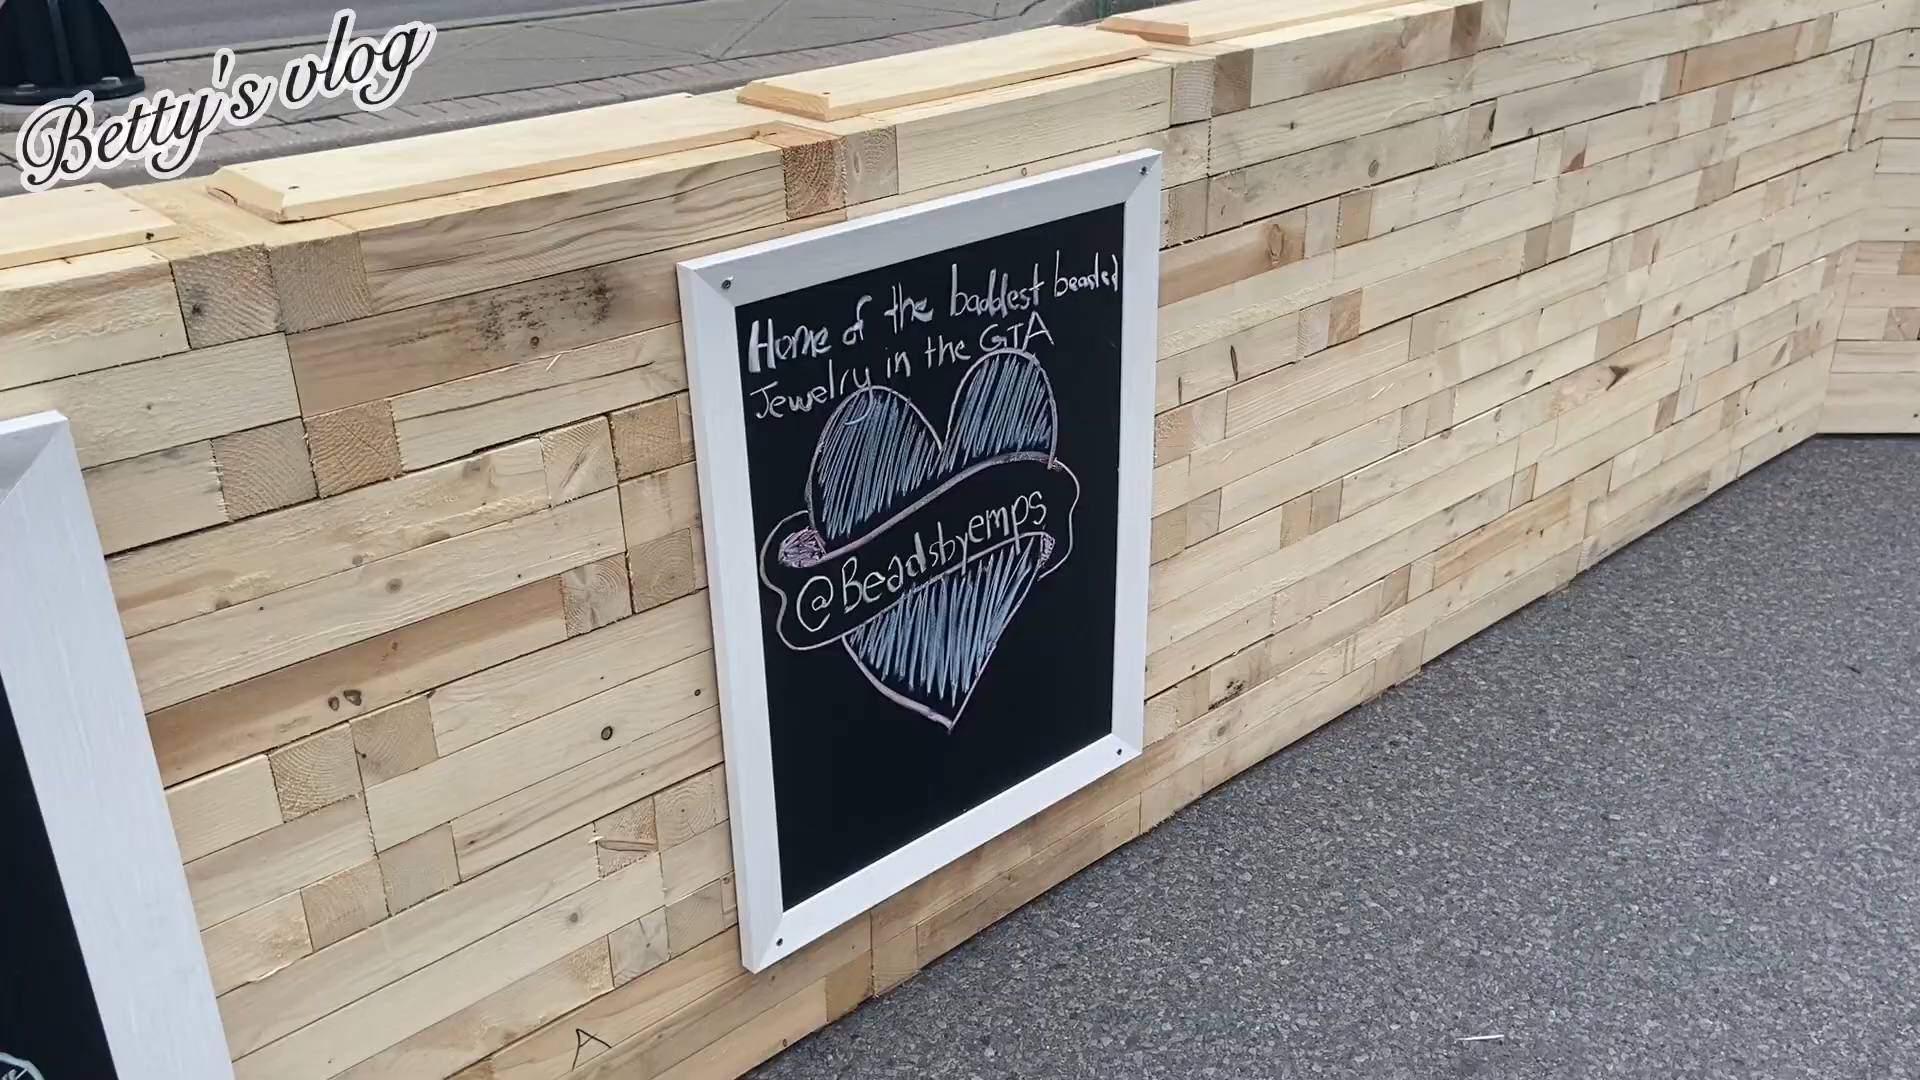 Betty's vlog
Home of the baddest beaded
Jewelry in the GTA
@Beadsbyemps
A